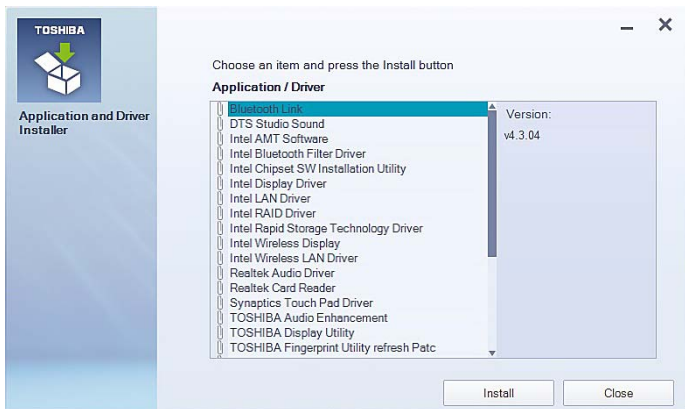 TOSHIBA
Application and Driver
Installer
Choose an item and press the Install button
Application / Driver
Bluetooth Link
DTS Studio Sound
Intel AMT Software
Intel Bluetooth Filter Driver
Intel Chipset SW Installation Utility
Intel Display Driver
Intel LAN Driver
Intel RAID Driver
Intel Rapid Storage Technology Driver
Intel Wireless Display
Intel Wireless LAN Driver
Realtek Audio Driver
Realtek Card Reader
Synaptics Touch Pad Driver
TOSHIBA Audio Enhancement
TOSHIBA Display Utility
TOSHIBA Fingerprint Utility refresh Patc
Version:
v4.3.04
Install
Close